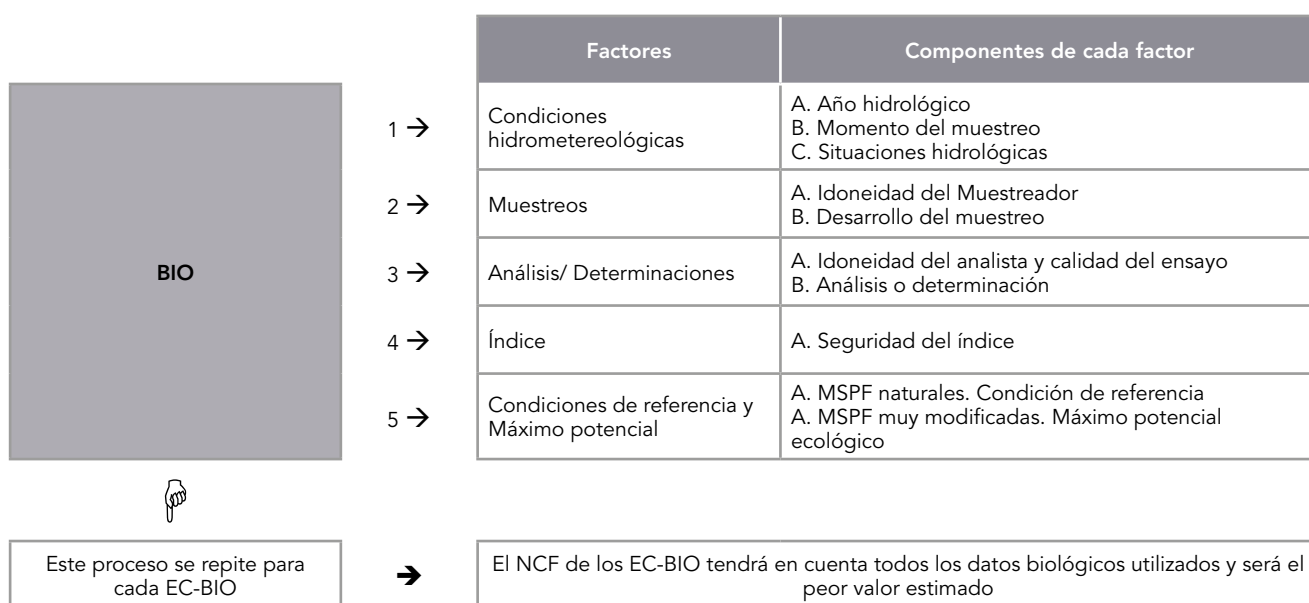 Factores
Componentes de cada factor
BIO
1 →
Condiciones
hidrometereológicas
A. Año hidrológico
B. Momento del muestreo
C. Situaciones hidrológicas
2 →
Muestreos
A. Idoneidad del Muestreador
B. Desarrollo del muestreo
3 →
Análisis/ Determinaciones
A. Idoneidad del analista y calidad del ensayo
B. Análisis o determinación
4 →
Índice
A. Seguridad del índice
5 →
Condiciones de referencia y
Máximo potencial
A. MSPF naturales. Condición de referencia
A. MSPF muy modificadas. Máximo potencial
ecológico
Este proceso se repite para
cada EC-BIO
→
El NCF de los EC-BIO tendrá en cuenta todos los datos biológicos utilizados y será el
peor valor estimado